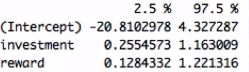 2.5 % 97.5 %
(Intercept) -20.8102978 4.327287
investment 0.2554573 1.163009
reward 0.1284332 1.221316